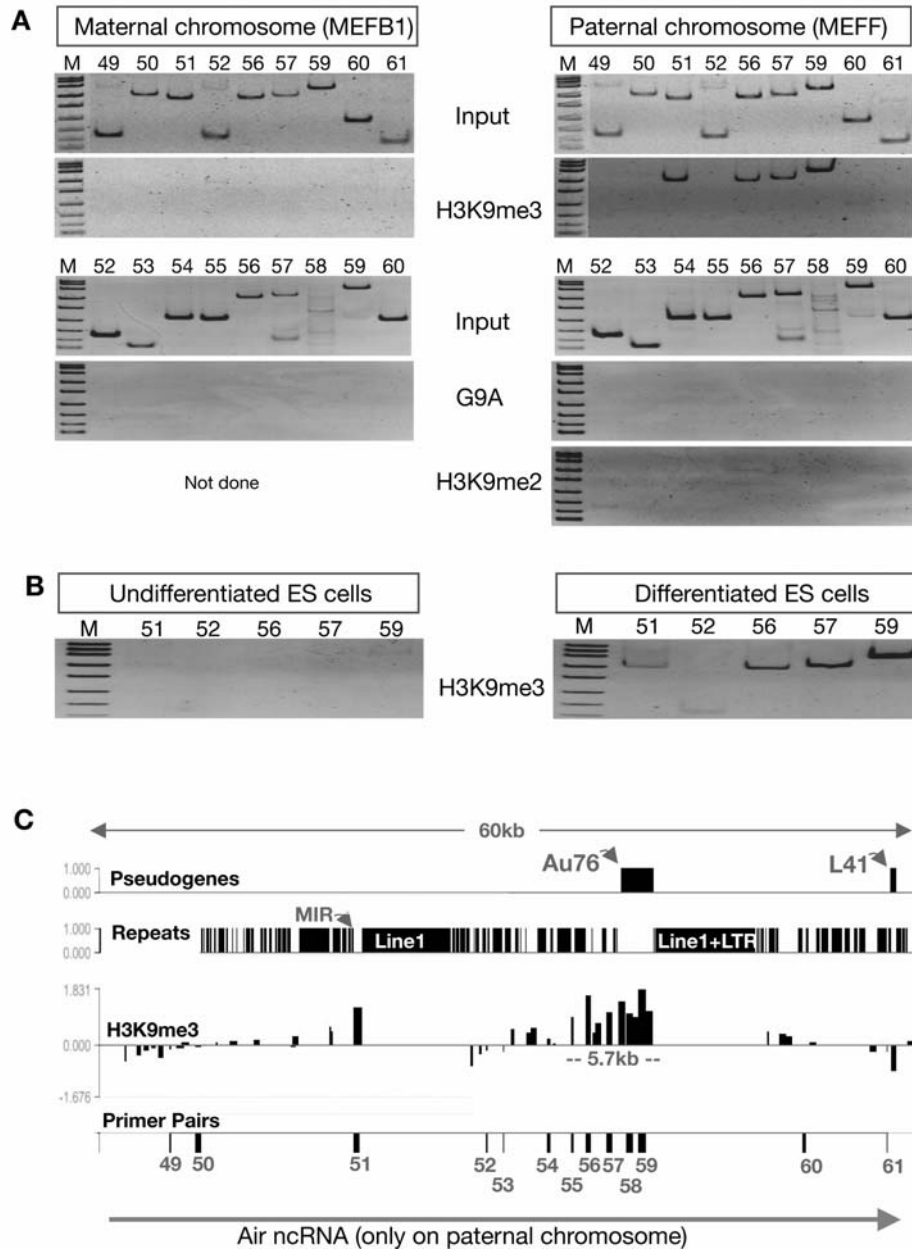 A
Maternal chromosome (MEFB1)
Paternal chromosome (MEFF)
M 49 50 51 52 56 57 59 60 61
M 49 50 51 52 56 57 59 60 61
Input
H3K9me3
M 52 53 54 55 56 57 58 59 60
M 52 53 54 55 56 57 58 59 60
Input
G9A
Not done
H3K9me2
B
Undifferentiated ES cells
Differentiated ES cells
M 51 52 56 57 59
M 51 52 56 57 59
H3K9me3
C
60kb
Au76
L41
1.000
Pseudogenes
0.000
MIR
1.000
Repeats
Line1
Line1+LTR
0.000
1.831
H3K9me3
0.000
-- 5.7kb --
-1.676
Primer Pairs
49 50 51 52 53 54 55 56 57 58 59 60 61
Air ncRNA (only on paternal chromosome)